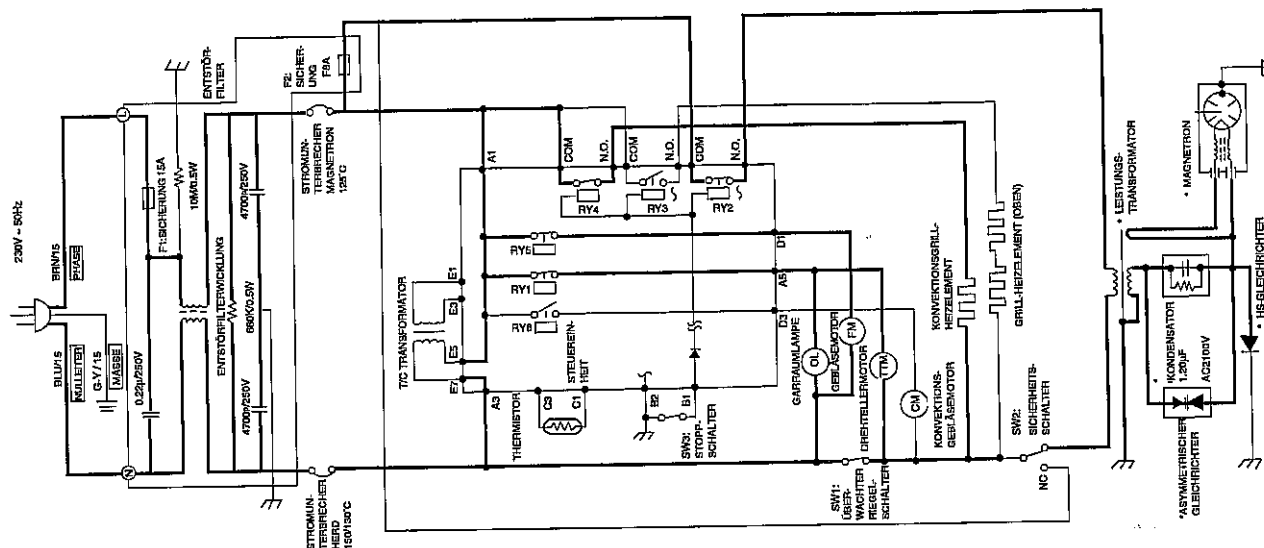 230V ~ 50Hz
BRN/15
PHASE
BLU/15
NULLEITER
G-Y/15
MASSE
L
N
F1:SICHERUNG 15A
0.22µ/250V
10M/0.5W
ENTSTÖR-
FILTER
ENTSTÖRFILTERWICKLUNG
680K/0.5W
4700p/250V
4700p/250V
F2:
SICHER-
UNG
F8A
STROMUN-
TERBRECHER
MAGNETRON
125°C
STROMUN-
TERBRECHER
HERD
150/130°C
T/C TRANSFORMATOR
E1
E3
E5
E7
A1
A3
COM
N.O.
COM
N.O.
COM
N.O.
RY4
RY3
RY2
RY5
RY1
RY6
D1
A5
D3
THERMISTOR
C3
C1
STEUEREIN-
HEIT
B2
B1
SW3:
STOPP-
SCHALTER
GARRAUMLAMPE
OL
GEBLÄSEMOTOR
FM
DREHTELLERMOTOR
TTM
KONVEKTIONS-
GEBLÄSEMOTOR
CM
KONVEKTIONSGRILL-
HEIZELEMENT
GRILL-HEIZELEMENT (OBEN)
SW1:
ÜBER-
WACHTER
RIEGEL-
SCHALTER
SW2:
SICHERHEITS-
SCHALTER
NC
* LEISTUNGS-
TRANSFORMATOR
* MAGNETRON
*KONDENSATOR
1.20µF
AC2100V
*ASYMMETRISCHER
GLEICHRICHTER
* HS-GLEICHRICHTER